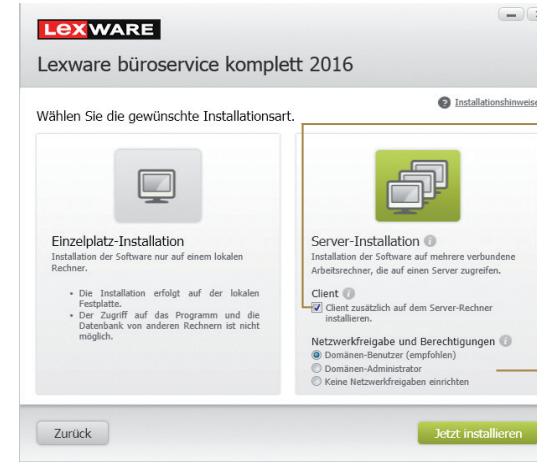 LEXWARE
Lexware büroservice komplett 2016
Installationshinweise
Wählen Sie die gewünschte Installationsart.
Einzelplatz-Installation
Installation der Software nur auf einem lokalen
Rechner.
• Die Installation erfolgt auf der lokalen
Festplatte.
• Der Zugriff auf das Programm und die
Datenbank von anderen Rechnern ist nicht
möglich.
Server-Installation
Installation der Software auf mehrere verbundene
Arbeitsrechner, die auf einen Server zugreifen.
Client
Client zusätzlich auf dem Server-Rechner
installieren.
Netzwerkfreigabe und Berechtigungen
Domänen-Benutzer (empfohlen)
Domänen-Administrator
Keine Netzwerkfreigaben einrichten
Zurück
Jetzt installieren